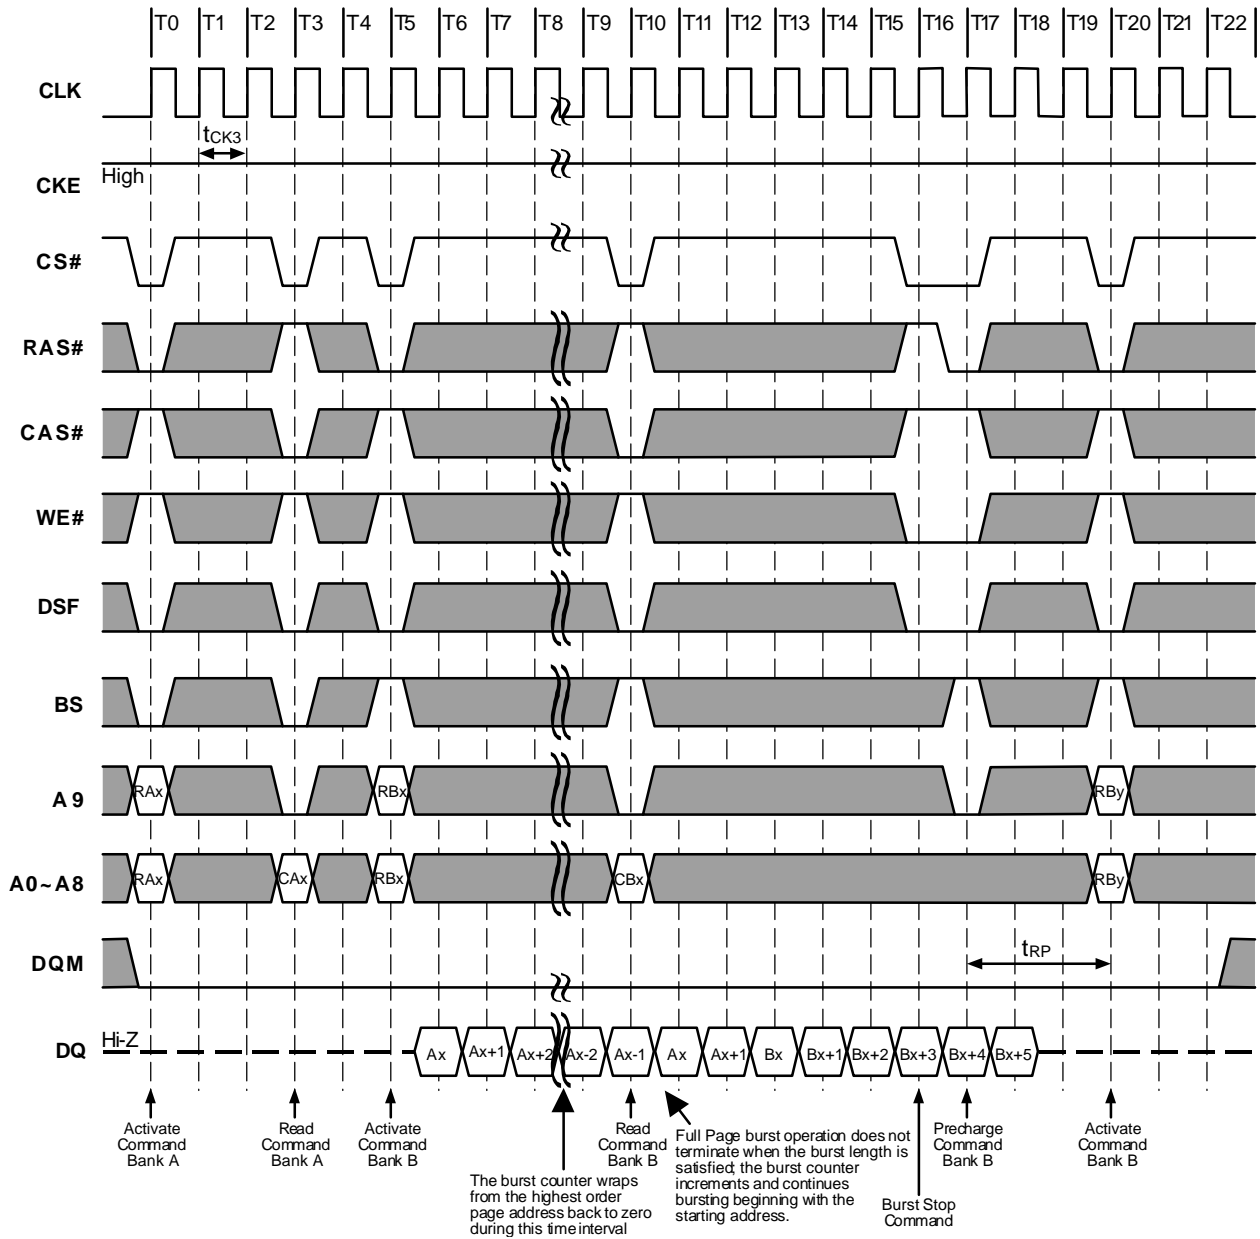 T0 T1 T2 T3 T4 T5 T6 T7 T8 T9 T10 T11 T12 T13 T14 T15 T16 T17 T18 T19 T20 T21 T22
CLK
tCK3
High
CKE
CS#
RAS#
CAS#
WE#
DSF
BS
A9
RAx RBx RBy
A0~A8
RAx CAx RBx CBx RBy
DQM
tRP
Hi-Z
DQ
Ax Ax+1 Ax+2 Ax-2 Ax-1 Ax Ax+1 Bx Bx+1 Bx+2 Bx+3 Bx+4 Bx+5
Activate
Command
Bank A
Read
Command
Bank A
Activate
Command
Bank B
The burst counter wraps
from the highest order
page address back to zero
during this time interval
Read
Command
Bank B
Full Page burst operation does not
terminate when the burst length is
satisfied; the burst counter
increments and continues
bursting beginning with the
starting address.
Burst Stop
Command
Precharge
Command
Bank B
Activate
Command
Bank B